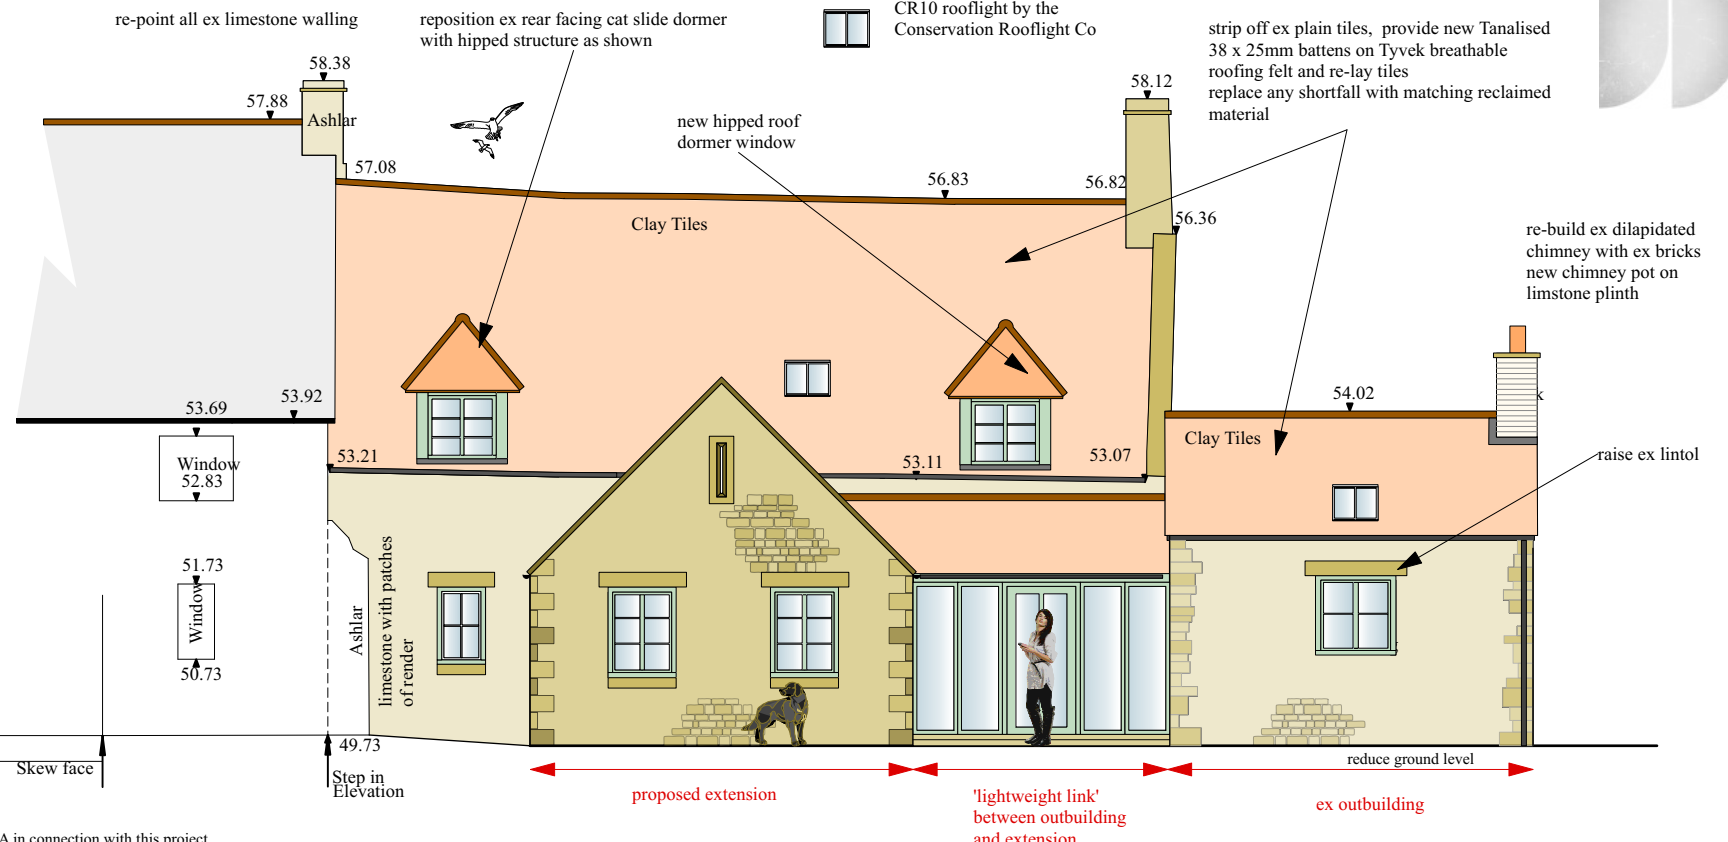 re-point all ex limestone walling
reposition ex rear facing cat slide dormer
with hipped structure as shown
CR10 rooflight by the
Conservation Rooflight Co
strip off ex plain tiles,  provide new Tanalised
38 x 25mm battens on Tyvek breathable
roofing felt and re-lay tiles
replace any shortfall with matching reclaimed
material
58.38
57.88
Ashlar
58.12
new hipped roof
dormer window
57.08
56.83
56.82
56.36
Clay Tiles
re-build ex dilapidated
chimney with ex bricks
new chimney pot on
limstone plinth
53.69
53.92
54.02
k
Clay Tiles
53.21
53.11
53.07
raise ex lintol
Window
52.83
51.73
Window
50.73
Ashlar
limestone with patches
of render
49.73
Skew face
Step in
Elevation
reduce ground level
proposed extension
'lightweight link'
between outbuilding
and extension
ex outbuilding
A in connection with this project